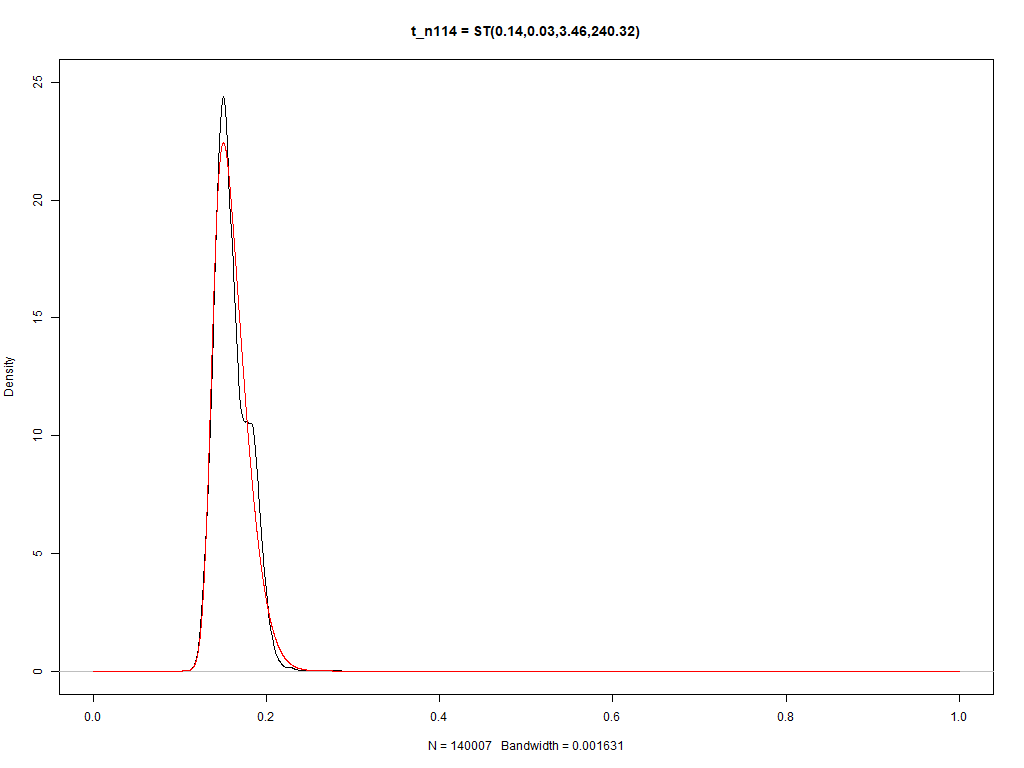 t_n114 = ST(0.14,0.03,3.46,240.32)
25
20
15
10
5
0
Density
0.0 0.2 0.4 0.6 0.8 1.0
N = 140007 Bandwidth = 0.001631